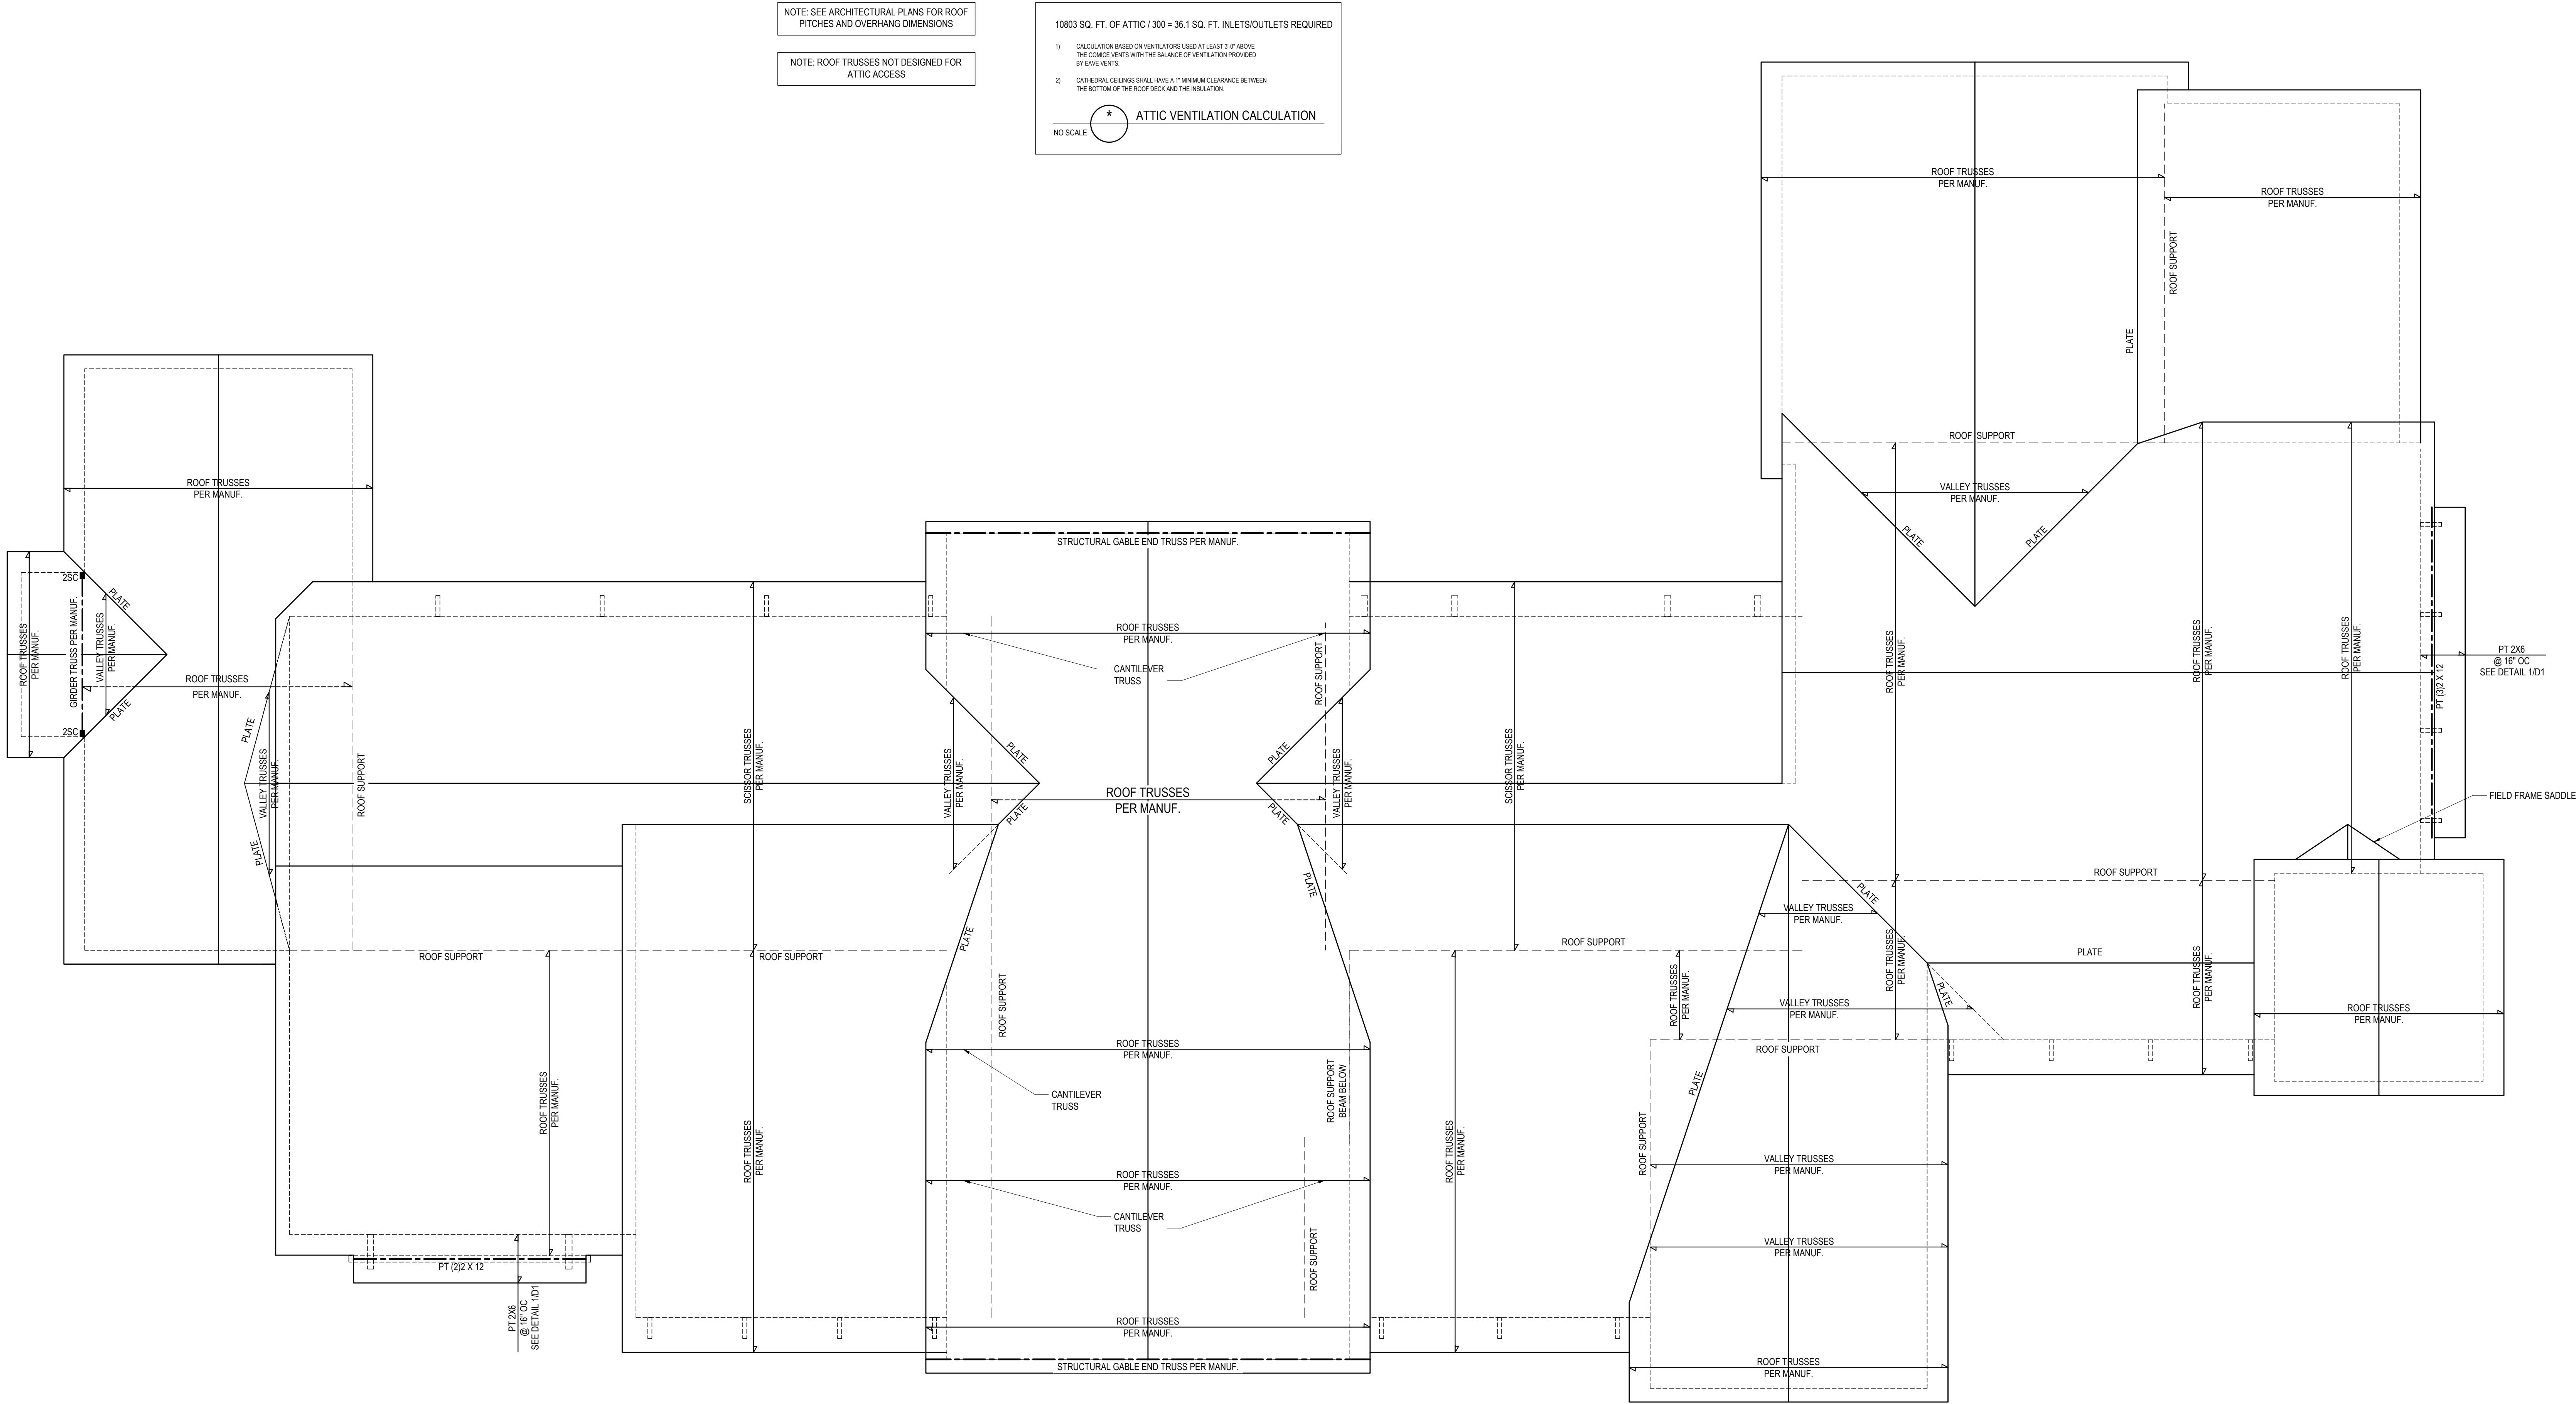 NOTE: SEE ARCHITECTURAL PLANS FOR ROOF
PITCHES AND OVERHANG DIMENSIONS
NOTE: ROOF TRUSSES NOT DESIGNED FOR
ATTIC ACCESS
10803 SQ. FT. OF ATTIC / 300 = 36.1 SQ. FT. INLETS/OUTLETS REQUIRED
1) CALCULATION BASED ON VENTILATORS USED AT LEAST 3'-0" ABOVE
THE COMICE VENTS WITH THE BALANCE OF VENTILATION PROVIDED
BY EAVE VENTS.
2) CATHEDRAL CEILINGS SHALL HAVE A 1" MINIMUM CLEARANCE BETWEEN
THE BOTTOM OF THE ROOF DECK AND THE INSULATION.
* ATTIC VENTILATION CALCULATION
NO SCALE
ROOF TRUSSES
PER MANUF.
ROOF TRUSSES
PER MANUF.
ROOF SUPPORT
PLATE
ROOF SUPPORT
VALLEY TRUSSES
PER MANUF.
PLATE
PLATE
ROOF TRUSSES
PER MANUF.
2SC
PLATE
ROOF TRUSSES
PER MANUF.
GIRDER TRUSS PER MANUF.
VALLEY TRUSSES
PER MANUF.
ROOF TRUSSES
PER MANUF.
PLATE
2SC
PLATE
VALLEY TRUSSES
PER MANUF.
PLATE
ROOF SUPPORT
STRUCTURAL GABLE END TRUSS PER MANUF.
ROOF TRUSSES
PER MANUF.
CANTILEVER
TRUSS
ROOF SUPPORT
SCISSOR TRUSSES
PER MANUF.
VALLEY TRUSSES
PER MANUF.
PLATE
PLATE
ROOF TRUSSES
PER MANUF.
PLATE
PLATE
VALLEY TRUSSES
PER MANUF.
SCISSOR TRUSSES
PER MANUF.
ROOF TRUSSES
PER MANUF.
ROOF TRUSSES
PER MANUF.
ROOF TRUSSES
PER MANUF.
PT (3)2 X 12
PT 2X6
@ 16" OC
SEE DETAIL 1/D1
FIELD FRAME SADDLE
ROOF SUPPORT
PLATE
PLATE
PLATE
VALLEY TRUSSES
PER MANUF.
ROOF SUPPORT
ROOF SUPPORT
PLATE
ROOF SUPPORT
ROOF SUPPORT
ROOF TRUSSES
PER MANUF.
VALLEY TRUSSES
PER MANUF.
ROOF TRUSSES
PER MANUF.
PLATE
ROOF TRUSSES
PER MANUF.
ROOF TRUSSES
PER MANUF.
ROOF TRUSSES
PER MANUF.
ROOF SUPPORT
CANTILEVER
TRUSS
ROOF SUPPORT
BEAM BELOW
PLATE
ROOF TRUSSES
PER MANUF.
ROOF TRUSSES
PER MANUF.
ROOF TRUSSES
PER MANUF.
CANTILEVER
TRUSS
ROOF TRUSSES
PER MANUF.
ROOF SUPPORT
VALLEY TRUSSES
PER MANUF.
VALLEY TRUSSES
PER MANUF.
ROOF SUPPORT
PT (2)2 X 12
PT 2X6
@ 16" OC
SEE DETAIL 1/D1
ROOF TRUSSES
PER MANUF.
STRUCTURAL GABLE END TRUSS PER MANUF.
ROOF TRUSSES
PER MANUF.